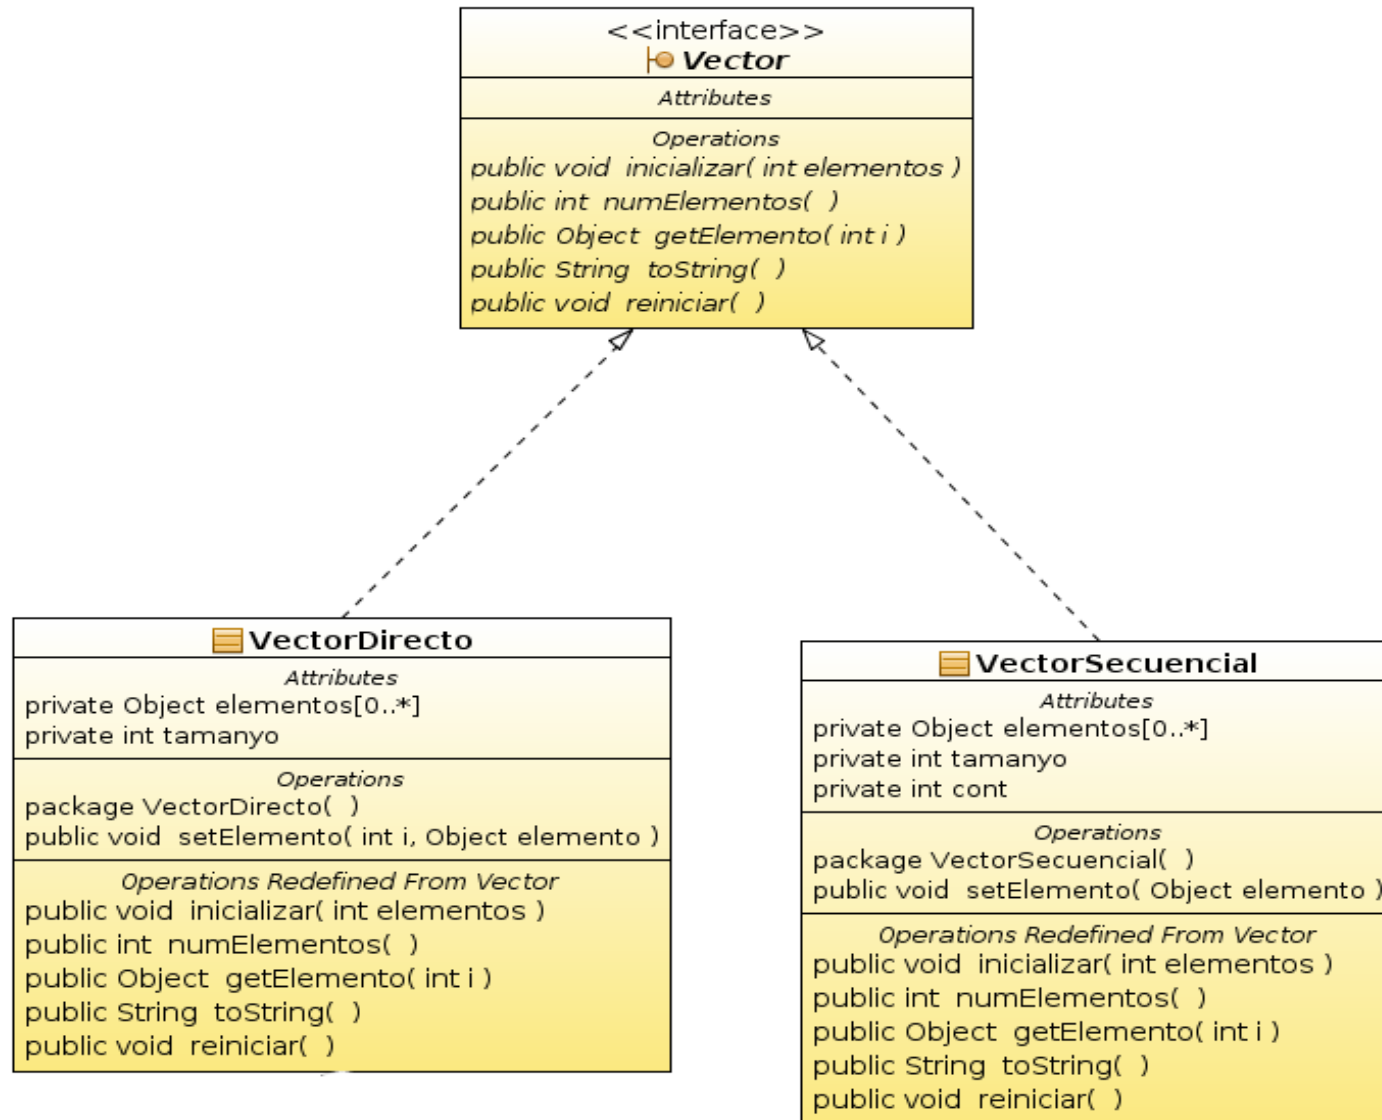 <<interface>>
Vector
Attributes
Operations
public void inicializar( int elementos )
public int numElementos( )
public Object getElemento( int i )
public String toString( )
public void reiniciar( )
VectorDirecto
Attributes
private Object elementos[0..*]
private int tamanyo
Operations
package VectorDirecto( )
public void setElemento( int i, Object elemento )
Operations Redefined From Vector
public void inicializar( int elementos )
public int numElementos( )
public Object getElemento( int i )
public String toString( )
public void reiniciar( )
VectorSecuencial
Attributes
private Object elementos[0..*]
private int tamanyo
private int cont
Operations
package VectorSecuencial( )
public void setElemento( Object elemento )
Operations Redefined From Vector
public void inicializar( int elementos )
public int numElementos( )
public Object getElemento( int i )
public String toString( )
public void reiniciar( )